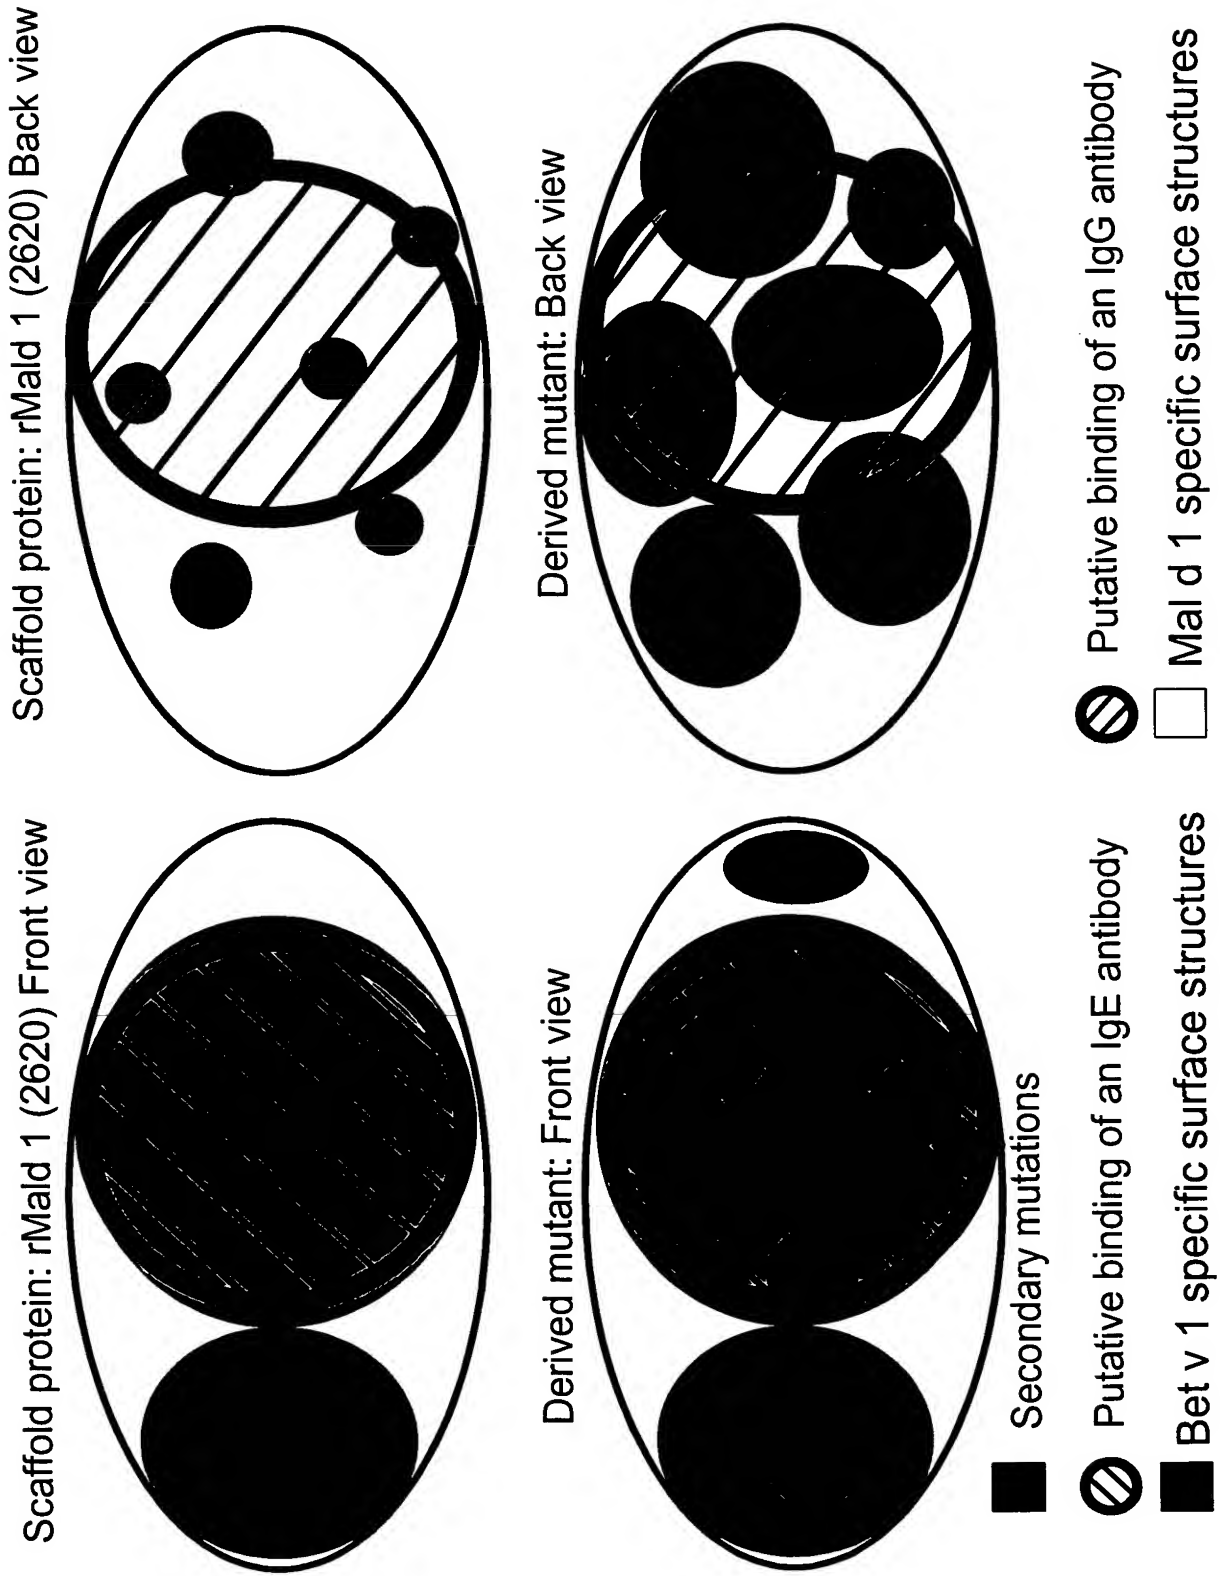 Scaffold protein: rMald 1 (2620) Front view
Scaffold protein: rMald 1 (2620) Back view
Derived mutant: Front view
Derived mutant: Back view
Secondary mutations
Putative binding of an IgE antibody
Putative binding of an IgG antibody
Bet v 1 specific surface structures
Mal d 1 specific surface structures